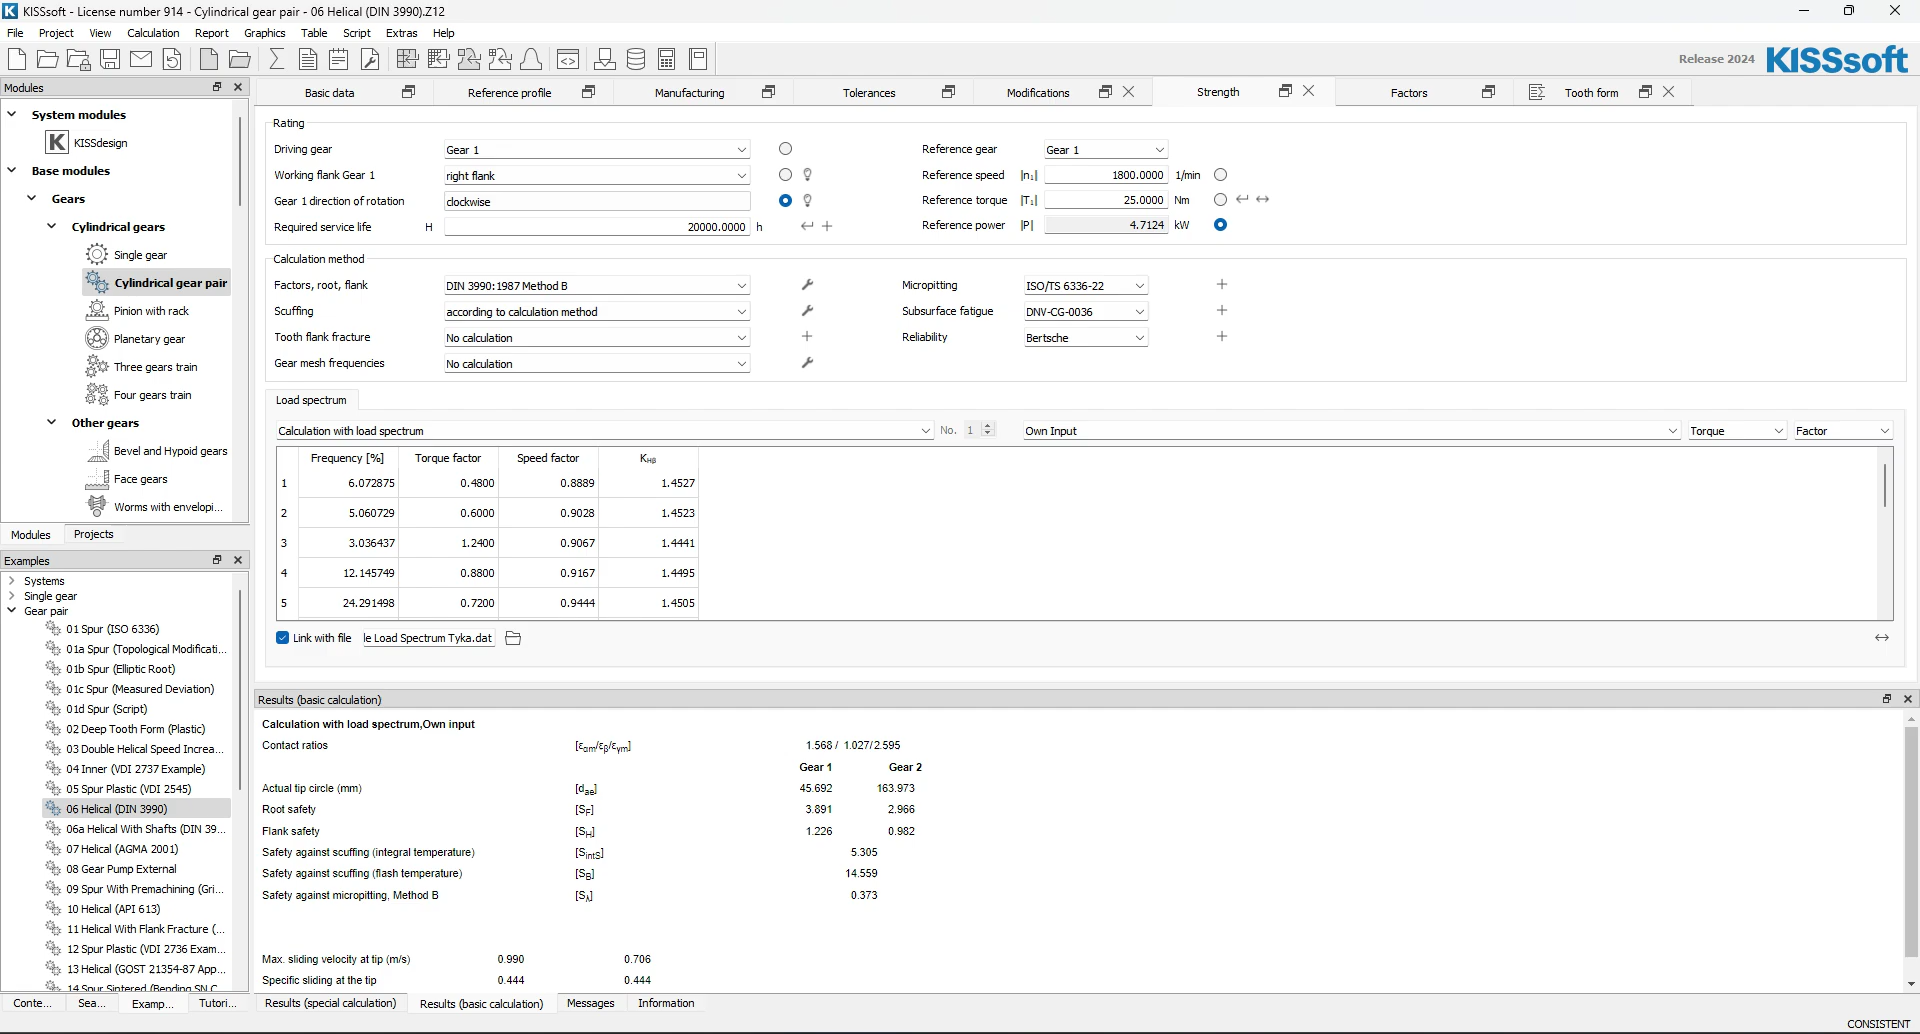 KISSsoft - License number 914 - Cylindrical gear pair - 06 Helical (DIN 3990).Z12
File Project View Calculation Report Graphics Table Script Extras Help
Release 2024 KISSsoft
Modules
System modules
KISSdesign
Base modules
Gears
Cylindrical gears
Single gear
Cylindrical gear pair
Pinion with rack
Planetary gear
Three gears train
Four gears train
Other gears
Bevel and Hypoid gears
Face gears
Worms with envelopi...
Modules Projects
Examples
Systems
Single gear
Gear pair
01 Spur (ISO 6336)
01a Spur (Topological Modificati...
01b Spur (Elliptic Root)
01c Spur (Measured Deviation)
01d Spur (Script)
02 Deep Tooth Form (Plastic)
03 Double Helical Speed Increa...
04 Inner (VDI 2737 Example)
05 Spur Plastic (VDI 2545)
06 Helical (DIN 3990)
06a Helical With Shafts (DIN 39...
07 Helical (AGMA 2001)
08 Gear Pump External
09 Spur With Premachining (Gri...
10 Helical (API 613)
11 Helical With Flank Fracture (...
12 Spur Plastic (VDI 2736 Exam...
13 Helical (GOST 21354-87 App...
14 Spur Sintered (Bending SN C
Conte... Sea... Examp... Tutori...
Basic data Reference profile Manufacturing Tolerances Modifications Strength Factors Tooth form
Rating
Driving gear Gear 1 Reference gear Gear 1
Working flank Gear 1 right flank Reference speed |n₁| 1800.0000 1/min
Gear 1 direction of rotation clockwise Reference torque |T₁| 25.0000 Nm
Required service life H 20000.0000 h Reference power |P| 4.7124 kW
Calculation method
Factors, root, flank DIN 3990:1987 Method B Micropitting ISO/TS 6336-22
Scuffing according to calculation method Subsurface fatigue DNV-CG-0036
Tooth flank fracture No calculation Reliability Bertsche
Gear mesh frequencies No calculation
Load spectrum
Calculation with load spectrum No. 1 Own Input Torque Factor
Frequency [%] Torque factor Speed factor KHβ
1 6.072875 0.4800 0.8889 1.4527
2 5.060729 0.6000 0.9028 1.4523
3 3.036437 1.2400 0.9067 1.4441
4 12.145749 0.8800 0.9167 1.4495
5 24.291498 0.7200 0.9444 1.4505
Link with file le Load Spectrum Tyka.dat
Results (basic calculation)
Calculation with load spectrum,Own input
Contact ratios [εαm/εβ/εγm] 1.568 / 1.027/2.595
Gear 1 Gear 2
Actual tip circle (mm) [dae] 45.692 163.973
Root safety [SF] 3.891 2.966
Flank safety [SH] 1.226 0.982
Safety against scuffing (integral temperature) [SintS] 5.305
Safety against scuffing (flash temperature) [SB] 14.559
Safety against micropitting, Method B [Sλ] 0.373
Max. sliding velocity at tip (m/s) 0.990 0.706
Specific sliding at the tip 0.444 0.444
Results (special calculation) Results (basic calculation) Messages Information
CONSISTENT